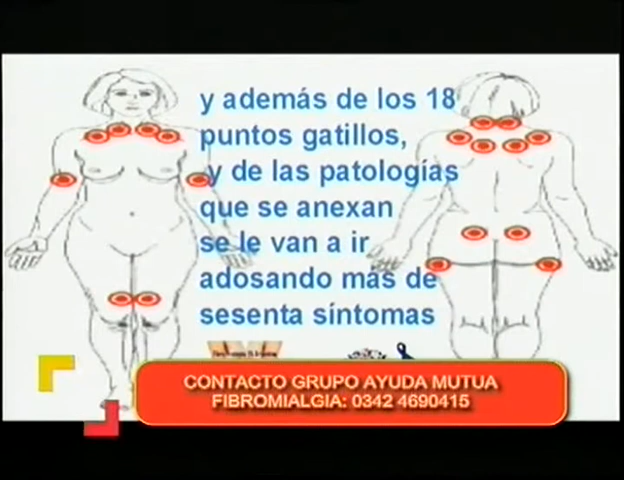 y además de los 18
puntos gatillos,
y de las patologías
que se anexan
se le van a ir
adosando más de
sesenta síntomas
CONTACTO GRUPO AYUDA MUTUA
FIBROMIALGIA: 0342 4690415